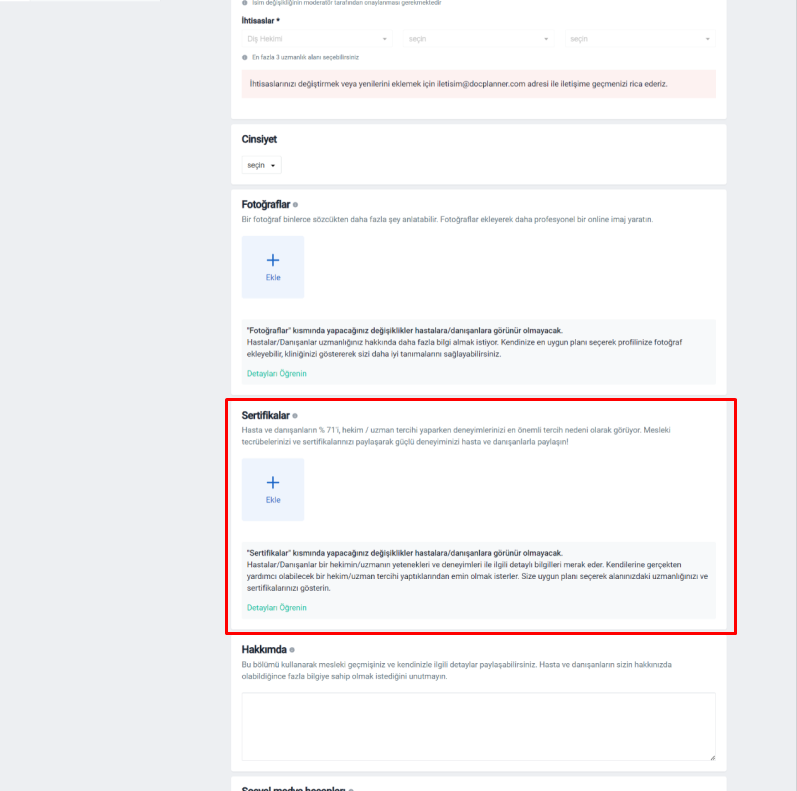 İsim değişikliğinin moderatör tarafından onaylanması gerekmektedir
İhtisaslar *
Diş Hekimi
seçin
seçin
En fazla 3 uzmanlık alanı seçebilirsiniz
İhtisaslarınızı değiştirmek veya yenilerini eklemek için iletisim@docplanner.com adresi ile iletişime geçmenizi rica ederiz.
Cinsiyet
seçin
Fotoğraflar
Bir fotoğraf binlerce sözcükten daha fazla şey anlatabilir. Fotoğraflar ekleyerek daha profesyonel bir online imaj yaratın.
Ekle
"Fotoğraflar" kısmında yapacağınız değişiklikler hastalara/danışanlara görünür olmayacak.
Hastalar/Danışanlar uzmanlığınız hakkında daha fazla bilgi almak istiyor. Kendinize en uygun planı seçerek profilinize fotoğraf
ekleyebilir, kliniğinizi göstererek sizi daha iyi tanımalarını sağlayabilirsiniz.
Detayları Öğrenin
Sertifikalar
Hasta ve danışanların % 71'i, hekim / uzman tercihi yaparken deneyimlerinizi en önemli tercih nedeni olarak görüyor. Mesleki
tecrübelerinizi ve sertifikalarınızı paylaşarak güçlü deneyiminizi hasta ve danışanlarla paylaşın!
Ekle
"Sertifikalar" kısmında yapacağınız değişiklikler hastalara/danışanlara görünür olmayacak.
Hastalar/Danışanlar bir hekimin/uzmanın yetenekleri ve deneyimleri ile ilgili detaylı bilgilleri merak eder. Kendilerine gerçekten
yardımcı olabilecek bir hekim/uzman tercihi yaptıklarından emin olmak isterler. Size uygun planı seçerek alanınızdaki uzmanlığınızı ve
sertifikalarınızı gösterin.
Detayları Öğrenin
Hakkımda
Bu bölümü kullanarak mesleki geçmişiniz ve kendinizle ilgili detaylar paylaşabilirsiniz. Hasta ve danışanların sizin hakkınızda
olabildiğince fazla bilgiye sahip olmak istediğini unutmayın.
Sosyal medya hesapları